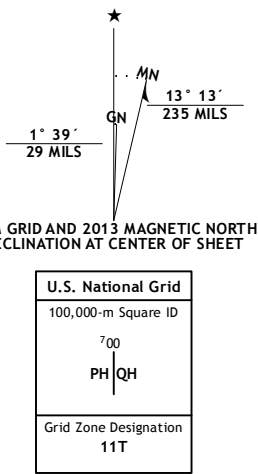 ★
MN
GN
13° 13´
235 MILS
1° 39´
29 MILS
GRID AND 2013 MAGNETIC NORTH
ECLINATION AT CENTER OF SHEET
U.S. National Grid
100,000-m Square ID
⁷00
PH QH
Grid Zone Designation
11T